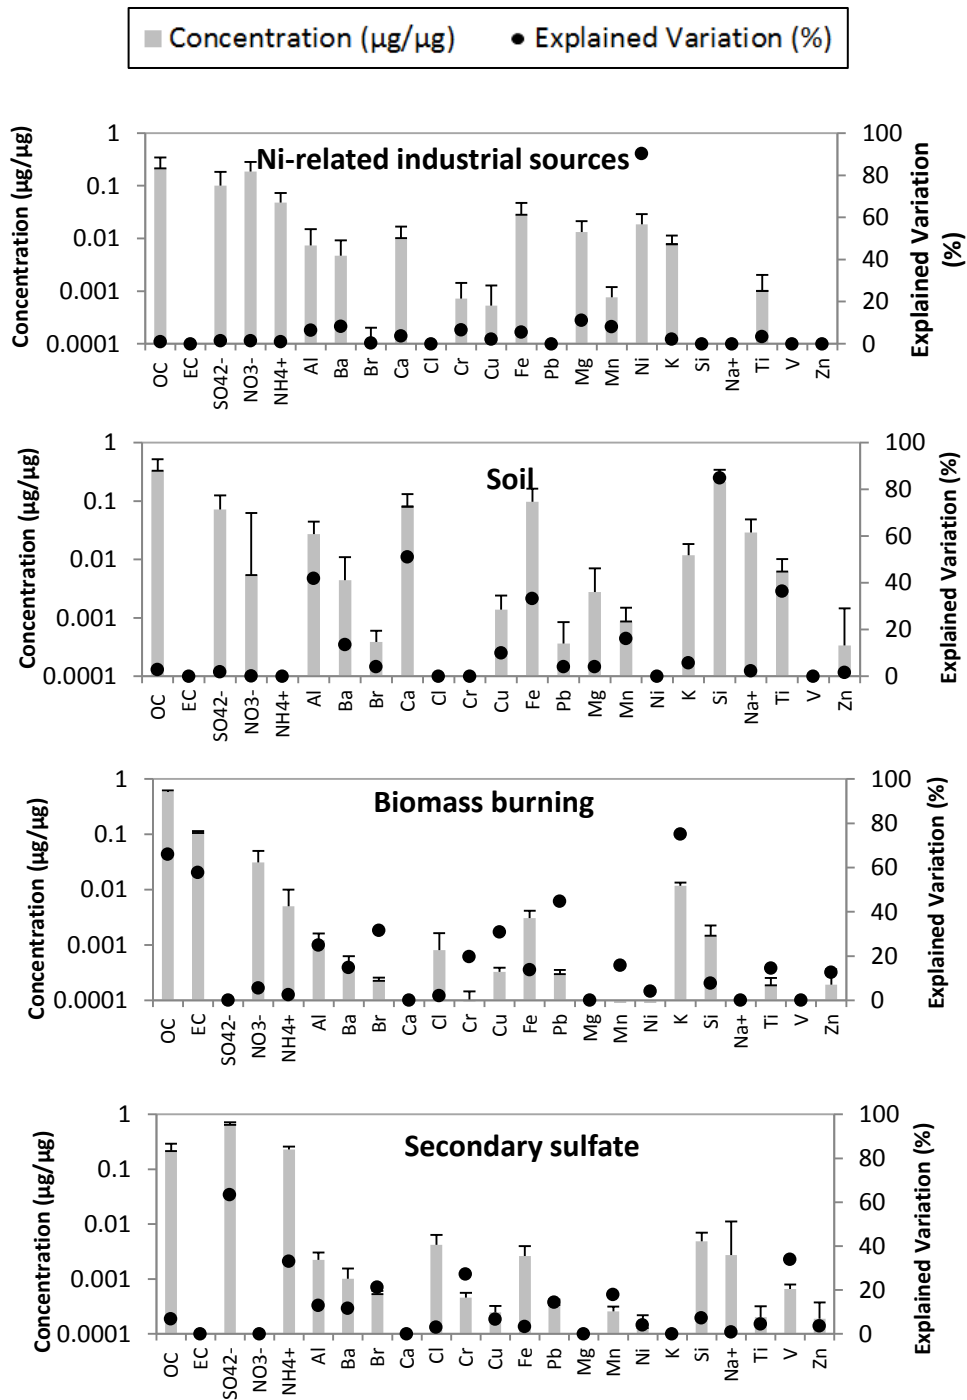 Concentration (µg/µg) Explained Variation (%)
Ni-related industrial sources
Concentration (µg/µg)
1
0.1
0.01
0.001
0.0001
100
80
60
40
20
0
Explained Variation
(%)
OC EC SO42- NO3- NH4+ Al Ba Br Ca Cl Cr Cu Fe Pb Mg Mn Ni K Si Na+ Ti V Zn
Soil
Concentration (µg/µg)
1
0.1
0.01
0.001
0.0001
100
80
60
40
20
0
Explained Variation (%)
OC EC SO42- NO3- NH4+ Al Ba Br Ca Cl Cr Cu Fe Pb Mg Mn Ni K Si Na+ Ti V Zn
Biomass burning
Concentration (µg/µg)
1
0.1
0.01
0.001
0.0001
100
80
60
40
20
0
Explained Variation (%)
OC EC SO42- NO3- NH4+ Al Ba Br Ca Cl Cr Cu Fe Pb Mg Mn Ni K Si Na+ Ti V Zn
Secondary sulfate
Concentration (µg/µg)
1
0.1
0.01
0.001
0.0001
100
80
60
40
20
0
Explained Variation (%)
OC EC SO42- NO3- NH4+ Al Ba Br Ca Cl Cr Cu Fe Pb Mg Mn Ni K Si Na+ Ti V Zn